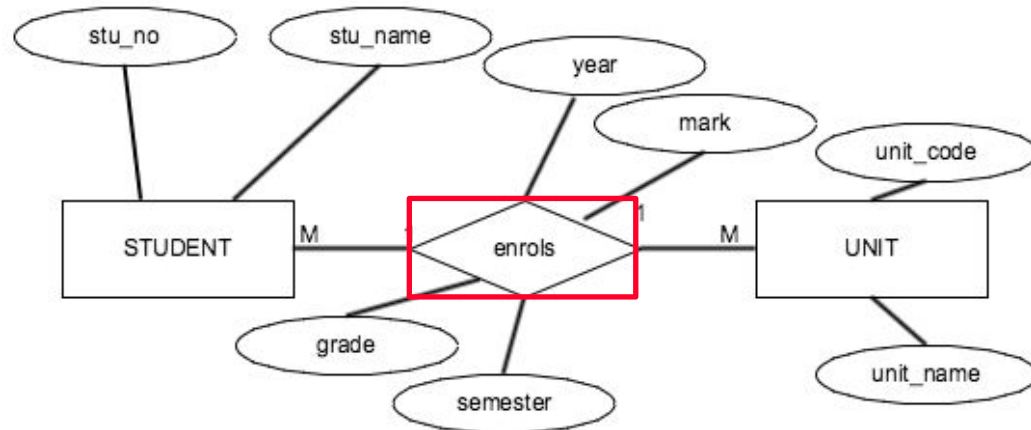 stu_no
stu_name
year
mark
unit_code
STUDENT
M
1
enrols
1
M
UNIT
grade
semester
unit_name